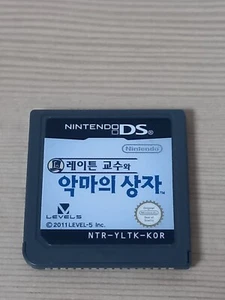 NINTENDO DS
레이튼 교수와
악마의 상자
LEVEL5
©2011 LEVEL-5 Inc.
NTR-YLTK-KOR